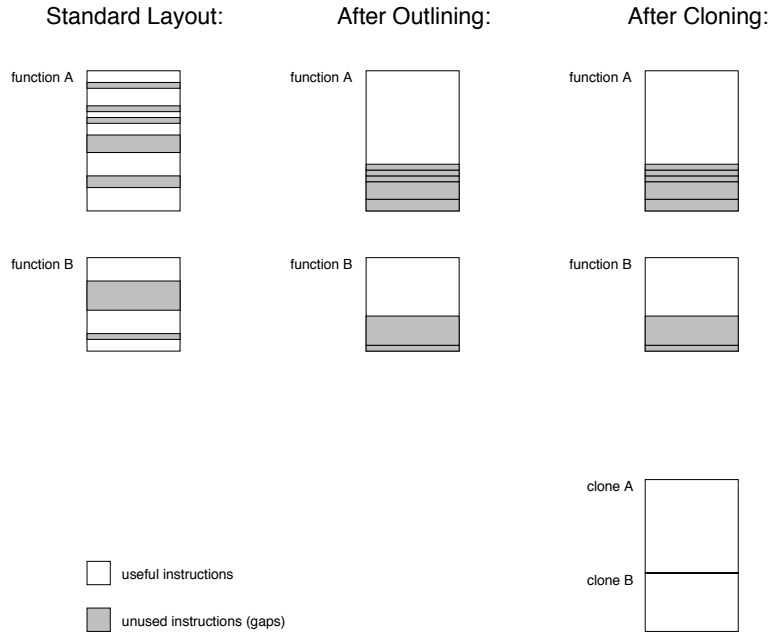 Standard Layout: After Outlining: After Cloning:
function A function A function A
function B function B function B
clone A
useful instructions
clone B
unused instructions (gaps)